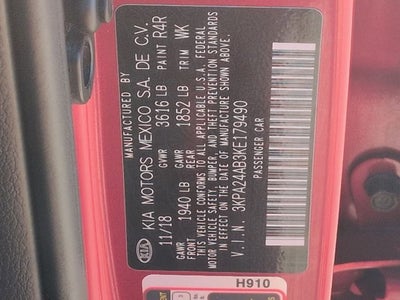 MANUFACTURED BY
KIA KIA MOTORS MEXICO S.A. DE C.V.
11/18 GVWR 3616 LB PAINT R4R
GAWR FRONT 1940 LB GAWR REAR 1852 LB TRIM WK
THIS VEHICLE CONFORMS TO ALL APPLICABLE U.S.A. FEDERAL
MOTOR VEHICLE SAFETY, BUMPER, AND THEFT PREVENTION
STANDARDS IN EFFECT ON THE DATE OF MANUFACTURE SHOWN ABOVE.
V.I.N. 3KPA24AB3KE179490
PASSENGER CAR
H910